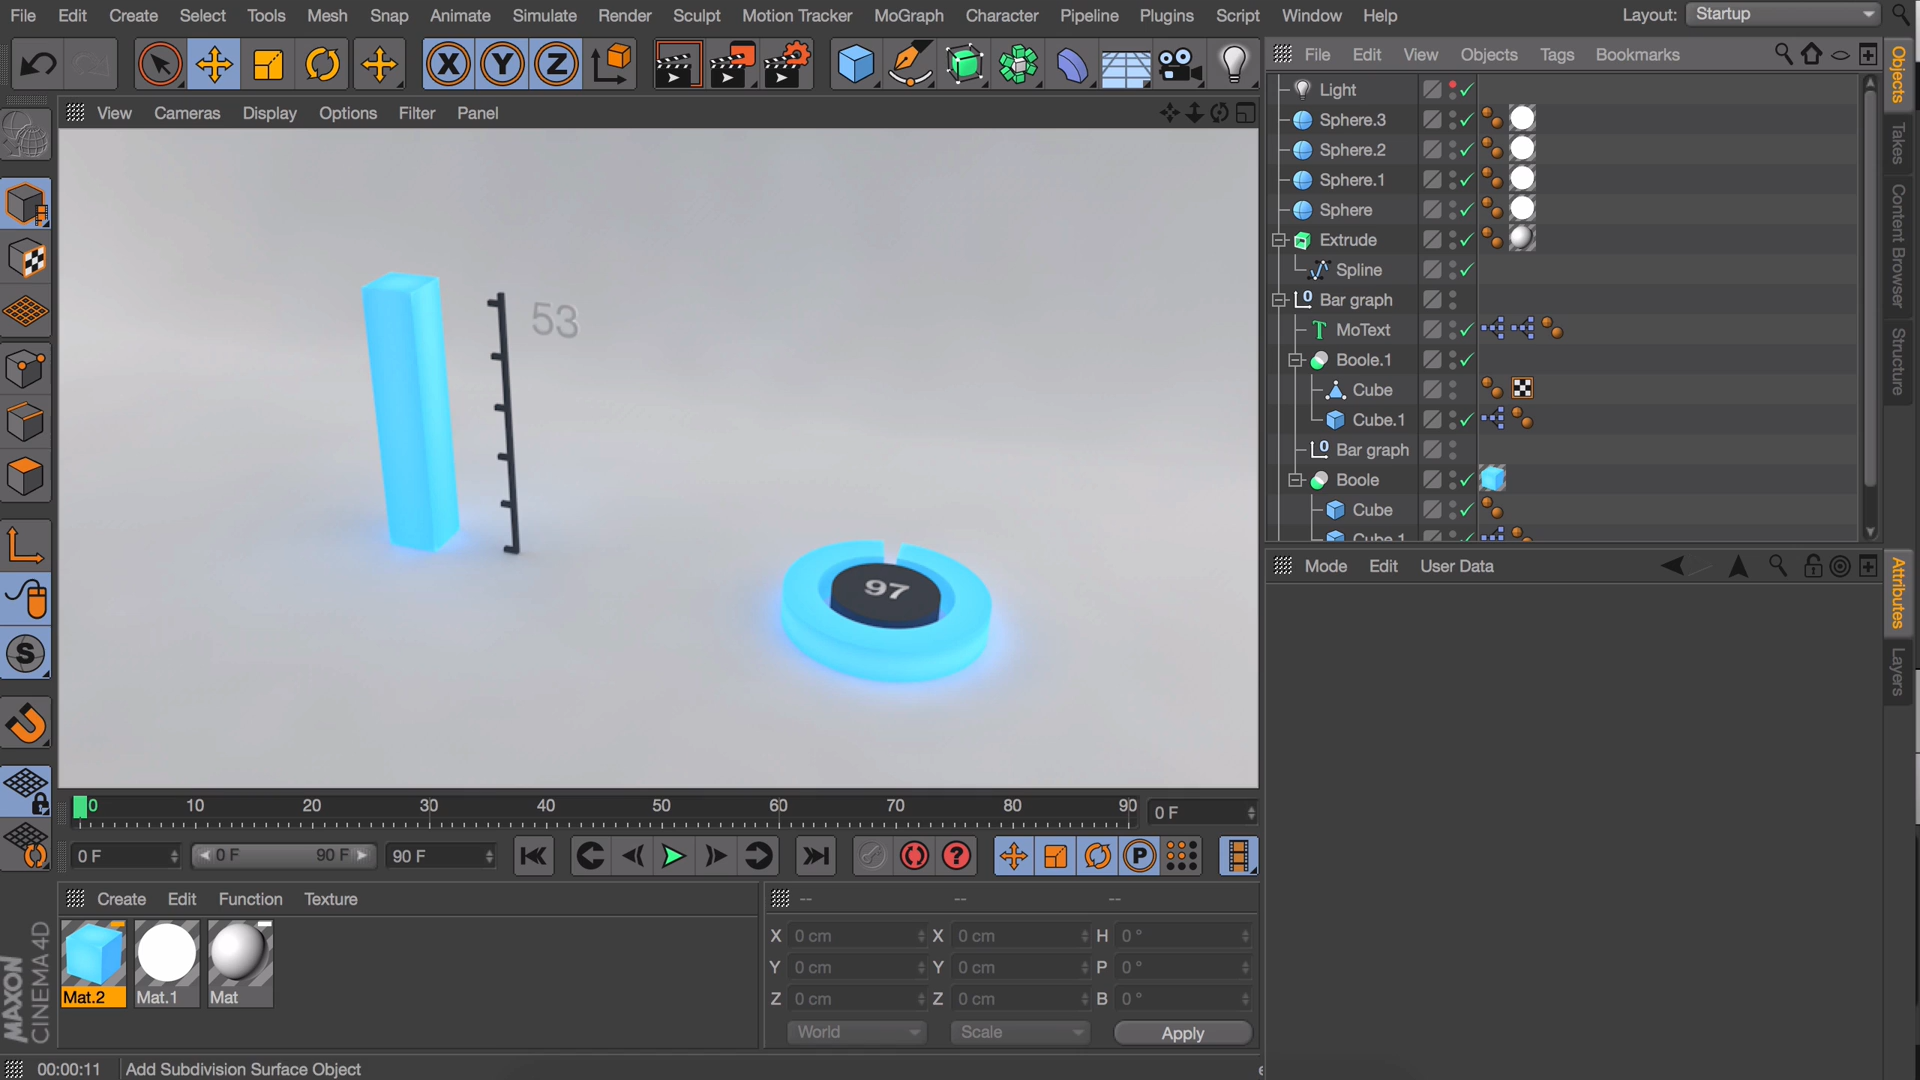 File Edit Create Select Tools Mesh Snap Animate Simulate Render Sculpt Motion Tracker MoGraph Character Pipeline Plugins Script Window Help Layout: Startup
X Y Z
File Edit View Objects Tags Bookmarks
View Cameras Display Options Filter Panel
Light
Sphere.3
Sphere.2
Sphere.1
Sphere
Extrude
Spline
0 Bar graph
T MoText
Boole.1
Cube
Cube.1
0 Bar graph
Boole
Cube
Cube.1
Objects
Takes
Content Browser
Structure
53
97
S
Mode Edit User Data
Attributes
Layers
0 10 20 30 40 50 60 70 80 90 0 F
0 F 0 F 90 F 90 F ? P
Create Edit Function Texture
Mat.2 Mat.1 Mat
-- -- --
X 0 cm X 0 cm H 0 °
Y 0 cm Y 0 cm P 0 °
Z 0 cm Z 0 cm B 0 °
World Scale Apply
MAXON
CINEMA 4D
00:00:11 Add Subdivision Surface Object